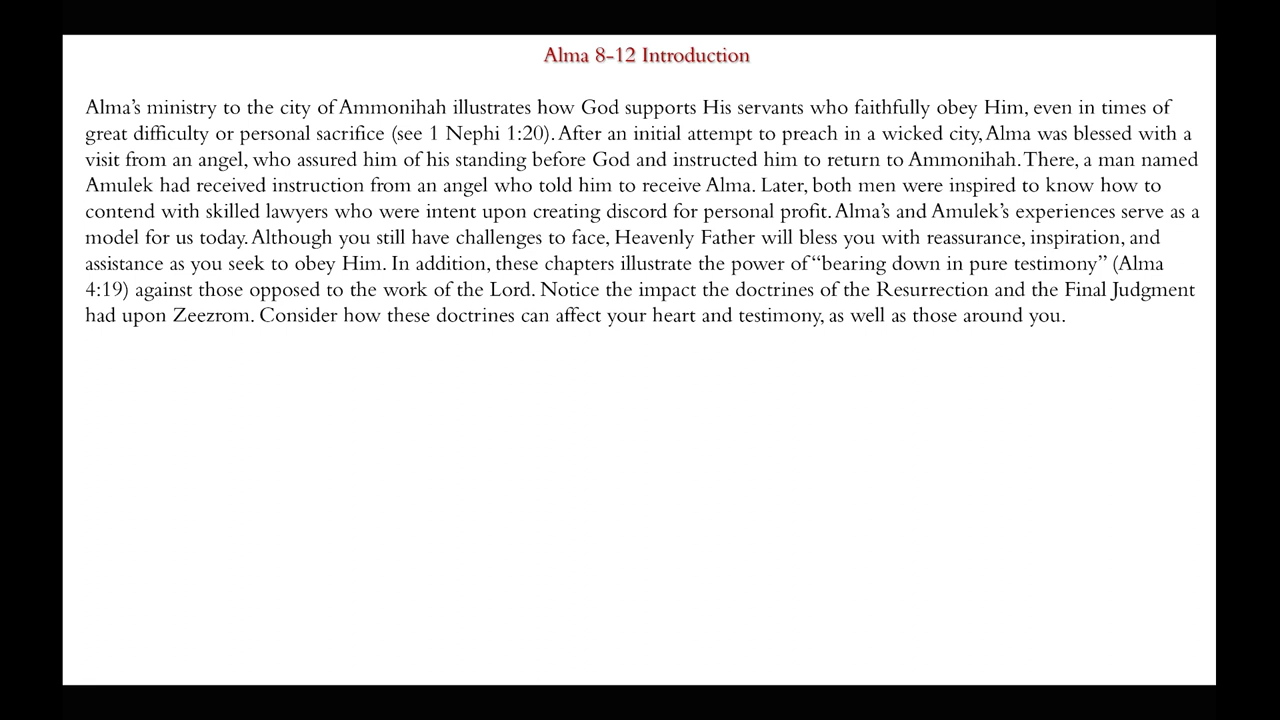 Alma 8-12 Introduction
Alma’s ministry to the city of Ammonihah illustrates how God supports His servants who faithfully obey Him, even in times of
great difficulty or personal sacrifice (see 1 Nephi 1:20). After an initial attempt to preach in a wicked city, Alma was blessed with a
visit from an angel, who assured him of his standing before God and instructed him to return to Ammonihah. There, a man named
Amulek had received instruction from an angel who told him to receive Alma. Later, both men were inspired to know how to
contend with skilled lawyers who were intent upon creating discord for personal profit. Alma’s and Amulek’s experiences serve as a
model for us today. Although you still have challenges to face, Heavenly Father will bless you with reassurance, inspiration, and
assistance as you seek to obey Him. In addition, these chapters illustrate the power of “bearing down in pure testimony” (Alma
4:19) against those opposed to the work of the Lord. Notice the impact the doctrines of the Resurrection and the Final Judgment
had upon Zeezrom. Consider how these doctrines can affect your heart and testimony, as well as those around you.